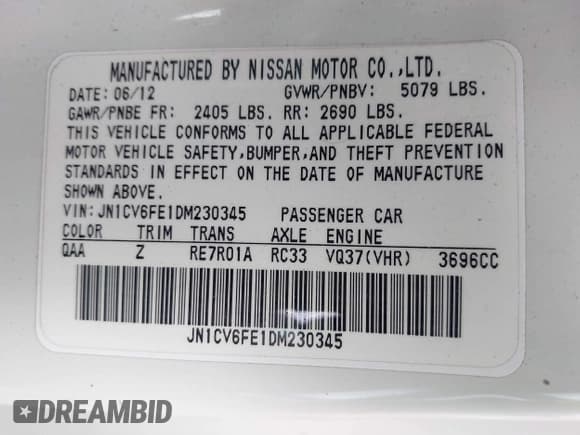 MANUFACTURED BY NISSAN MOTOR CO.,LTD.
DATE: 06/12 GVWR/PNBV: 5079 LBS.
GAWR/PNBE FR: 2405 LBS. RR: 2690 LBS.
THIS VEHICLE CONFORMS TO ALL APPLICABLE FEDERAL
MOTOR VEHICLE SAFETY,BUMPER,AND THEFT PREVENTION
STANDARDS IN EFFECT ON THE DATE OF MANUFACTURE
SHOWN ABOVE.
VIN:JN1CV6FE1DM230345 PASSENGER CAR
COLOR TRIM TRANS AXLE ENGINE
QAA Z RE7R01A RC33 VQ37(VHR) 3696CC
JN1CV6FE1DM230345
DREAMBID